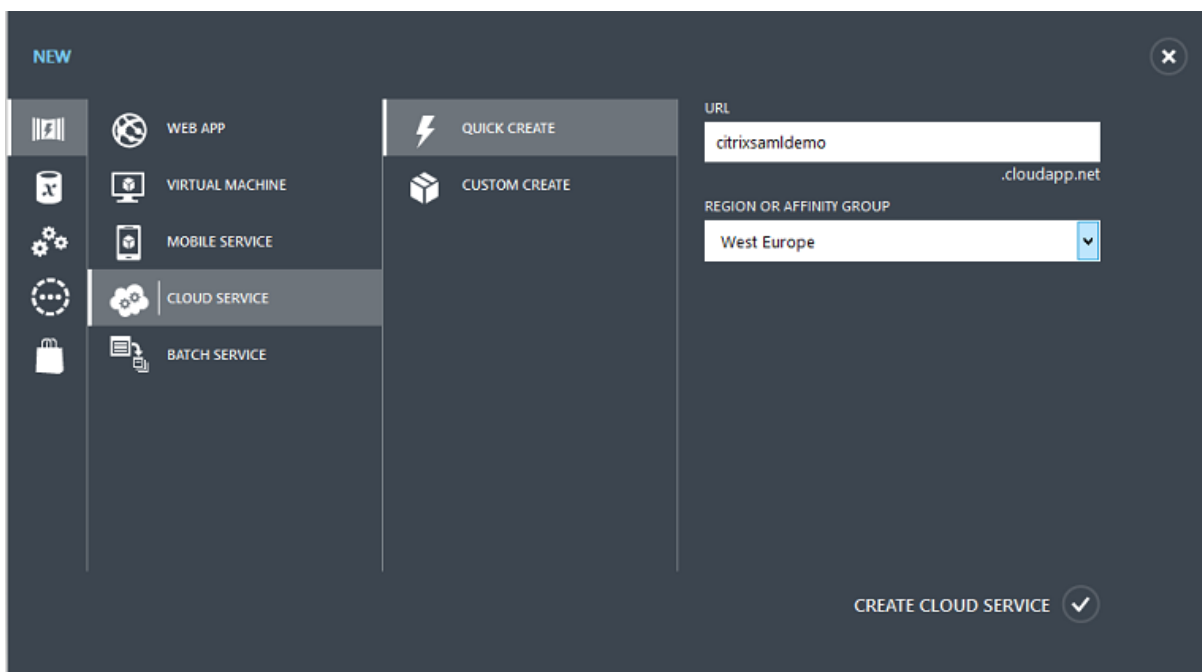 NEW
WEB APP
VIRTUAL MACHINE
MOBILE SERVICE
CLOUD SERVICE
BATCH SERVICE
QUICK CREATE
CUSTOM CREATE
URL
citrixsamldemo
.cloudapp.net
REGION OR AFFINITY GROUP
West Europe
CREATE CLOUD SERVICE